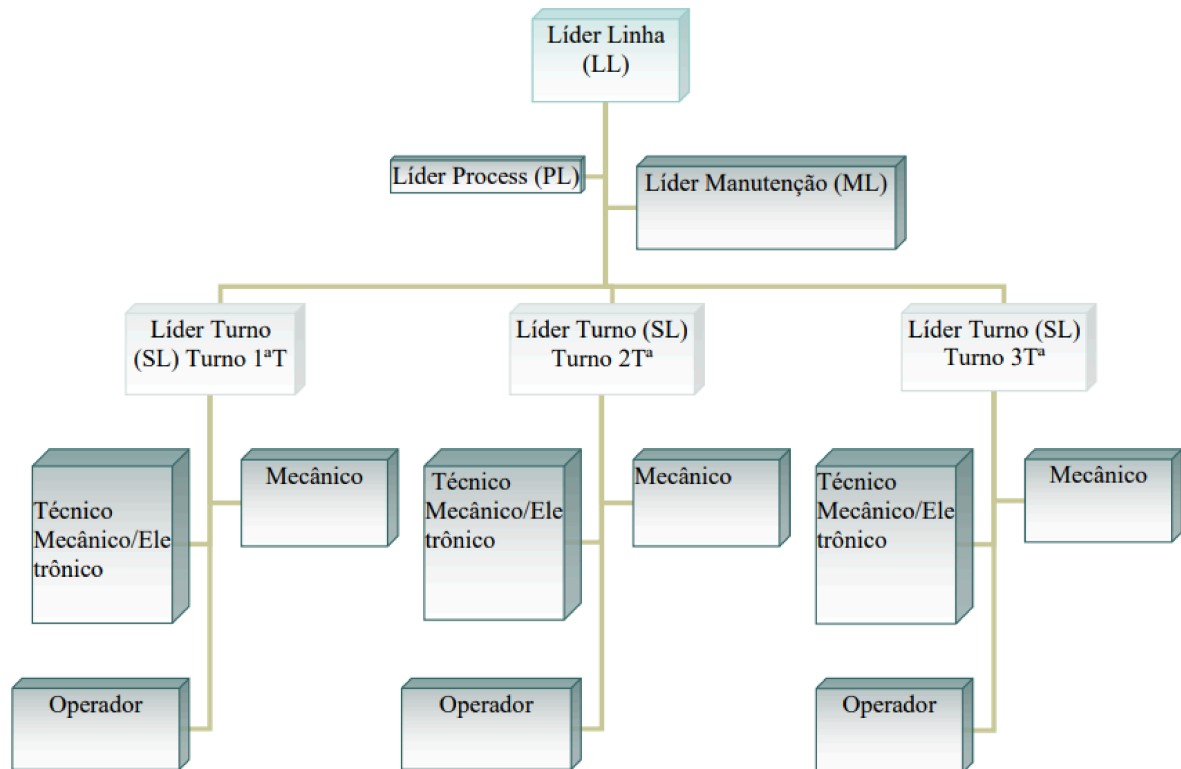 Líder Linha
(LL)
Líder Process (PL)
Líder Manutenção (ML)
Líder Turno
(SL) Turno 1ªT
Líder Turno (SL)
Turno 2Tª
Líder Turno (SL)
Turno 3Tª
Mecânico
Técnico
Mecânico/Ele
trônico
Mecânico
Técnico
Mecânico/Ele
trônico
Mecânico
Técnico
Mecânico/Ele
trônico
Operador
Operador
Operador